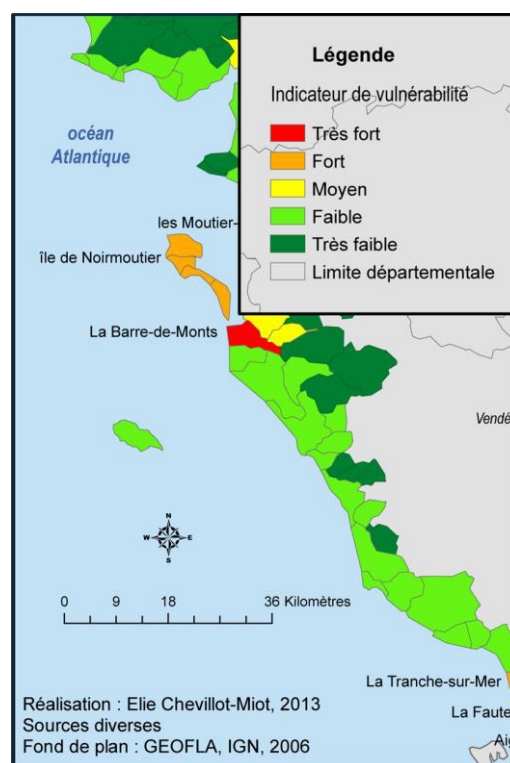 Légende
Indicateur de vulnérabilité
Très fort
Fort
Moyen
Faible
Très faible
Limite départementale
océan
Atlantique
les Moutier-
île de Noirmoutier
La Barre-de-Monts
Vendé
N
W E
S
0 9 18 36 Kilomètres
La Tranche-sur-Mer
La Faute
Aig
Réalisation : Elie Chevillot-Miot, 2013
Sources diverses
Fond de plan : GEOFLA, IGN, 2006